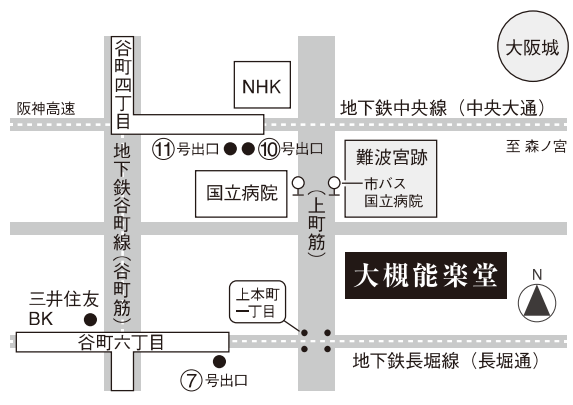 大阪城
谷町四丁目
NHK
阪神高速
地下鉄中央線（中央大通）
⑪号出口
⑩号出口
至 森ノ宮
難波宮跡
市バス
国立病院
国立病院
上町筋
（上町筋）
地下鉄谷町線（谷町筋）
大槻能楽堂
N
三井住友
BK
上本町
一丁目
谷町六丁目
地下鉄長堀線（長堀通）
⑦号出口